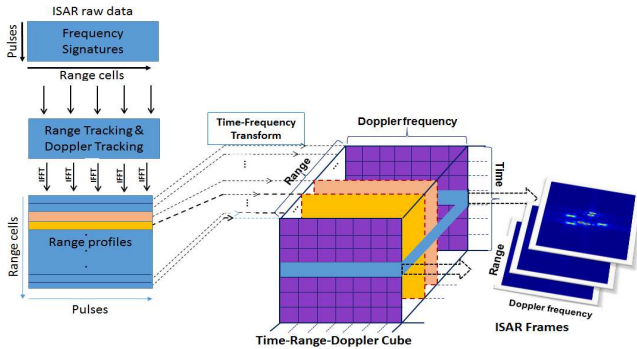 ISAR raw data
Pulses
Frequency
Signatures
Range cells
Range Tracking &
Doppler Tracking
IFFT
IFFT
IFFT
IFFT
IFFT
Range cells
Range profiles
Pulses
Time-Frequency
Transform
Doppler frequency
Range
Time
Time-Range-Doppler Cube
Range
Doppler frequency
ISAR Frames